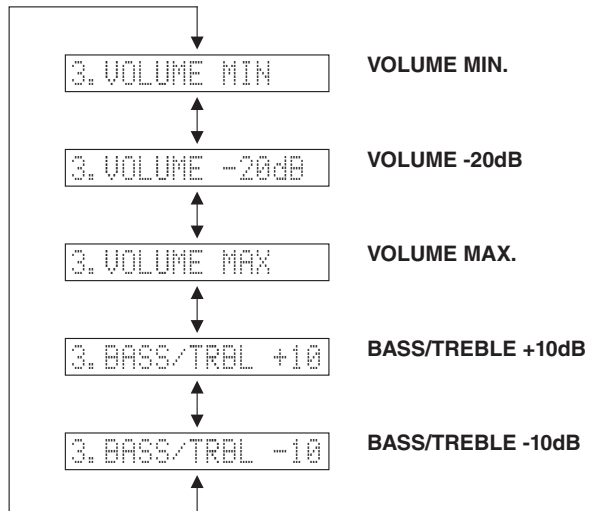 3. VOLUME MIN VOLUME MIN.
3. VOLUME -20dB VOLUME -20dB
3. VOLUME MAX VOLUME MAX.
3. BASS/TRBL +10 BASS/TREBLE +10dB
3. BASS/TRBL -10 BASS/TREBLE -10dB